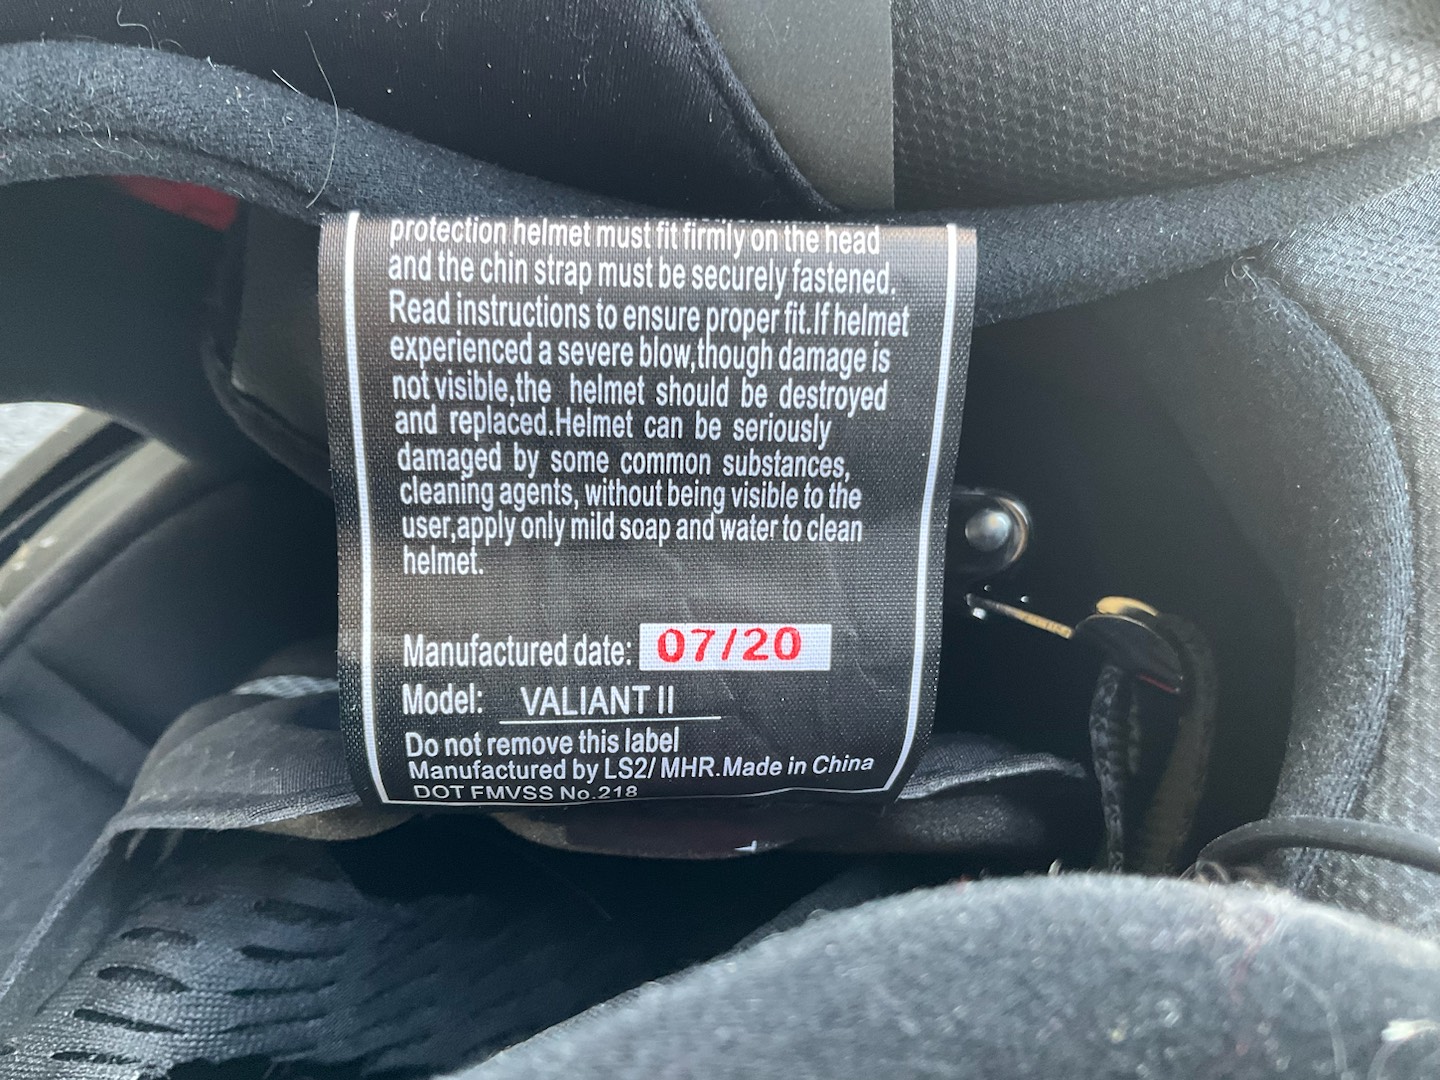 protection helmet must fit firmly on the head
and the chin strap must be securely fastened.
Read instructions to ensure proper fit.If helmet
experienced a severe blow,though damage is
not visible,the helmet should be destroyed
and replaced.Helmet can be seriously
damaged by some common substances,
cleaning agents, without being visible to the
user,apply only mild soap and water to clean
helmet.
Manufactured date: 07/20
Model: VALIANT II
Do not remove this label
Manufactured by LS2/ MHR.Made in China
DOT FMVSS No.218